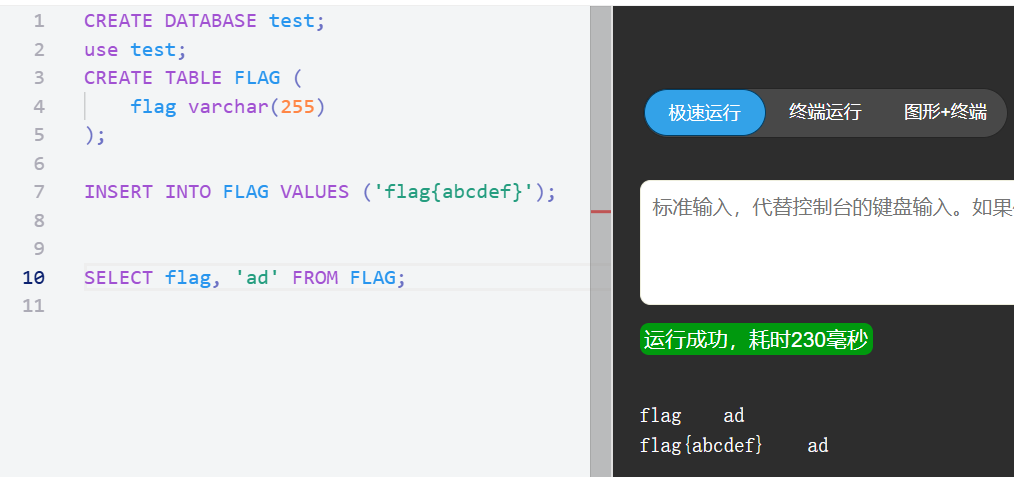 1 CREATE DATABASE test;
2 use test;
3 CREATE TABLE FLAG (
4 flag varchar(255)
5 );
6
7 INSERT INTO FLAG VALUES ('flag{abcdef}');
8
9
10 SELECT flag, 'ad' FROM FLAG;
11
极速运行 终端运行 图形+终端
标准输入，代替控制台的键盘输入。如果
运行成功，耗时230毫秒
flag ad
flag{abcdef} ad